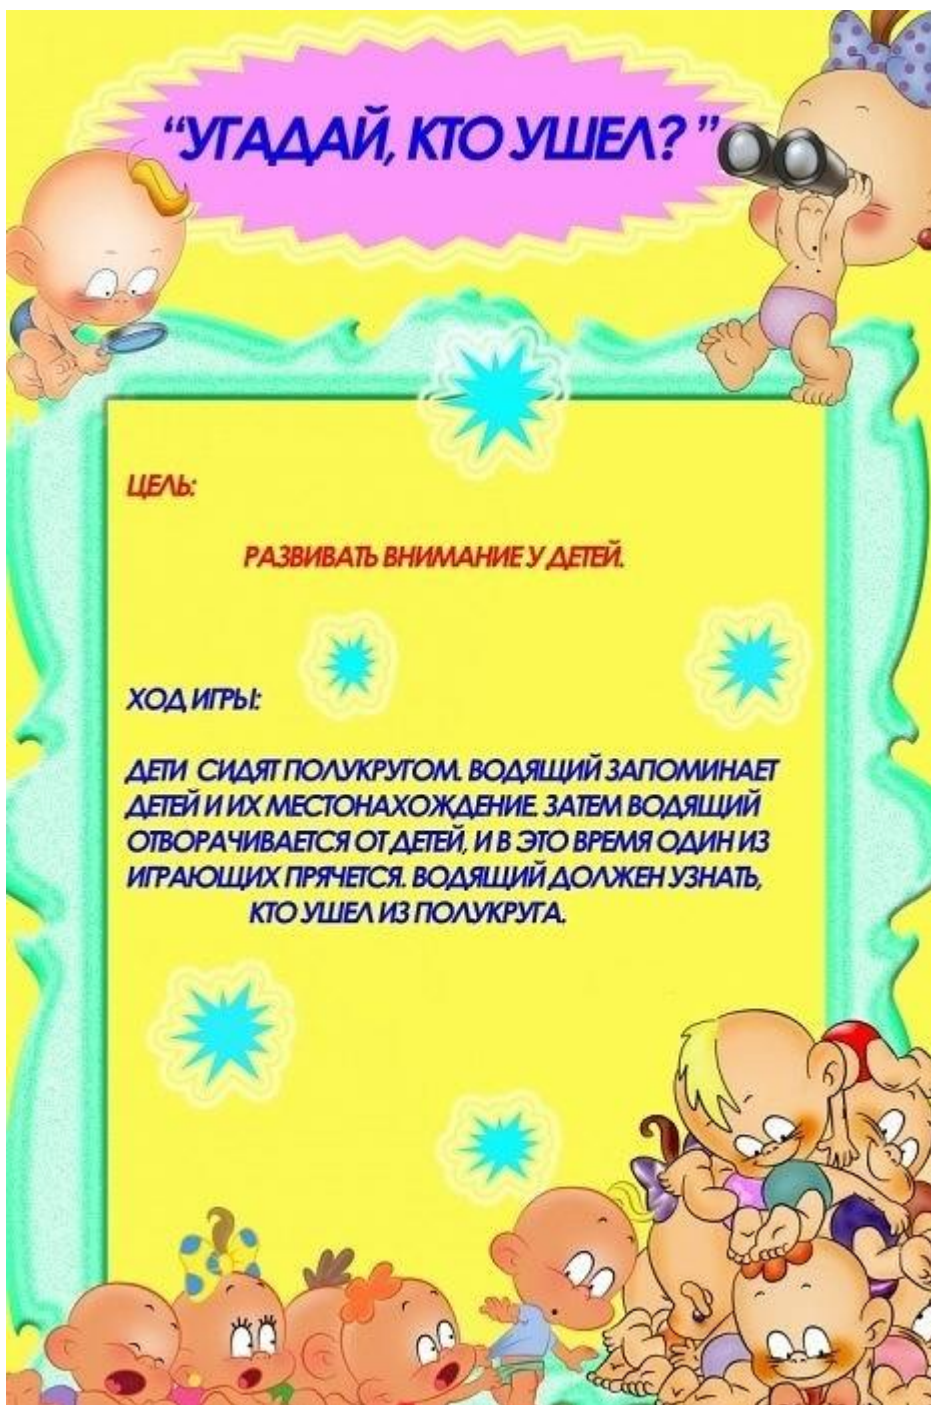 “УГАДАЙ, КТО УШЕЛ? ”
ЦЕЛЬ:
РАЗВИВАТЬ ВНИМАНИЕ У ДЕТЕЙ.
ХОД ИГРЫ:
ДЕТИ СИДЯТ ПОЛУКРУГОМ. ВОДЯЩИЙ ЗАПОМИНАЕТ
ДЕТЕЙ И ИХ МЕСТОНАХОЖДЕНИЕ. ЗАТЕМ ВОДЯЩИЙ
ОТВОРАЧИВАЕТСЯ ОТ ДЕТЕЙ, И В ЭТО ВРЕМЯ ОДИН ИЗ
ИГРАЮЩИХ ПРЯЧЕТСЯ. ВОДЯЩИЙ ДОЛЖЕН УЗНАТЬ,
КТО УШЕЛ ИЗ ПОЛУКРУГА.